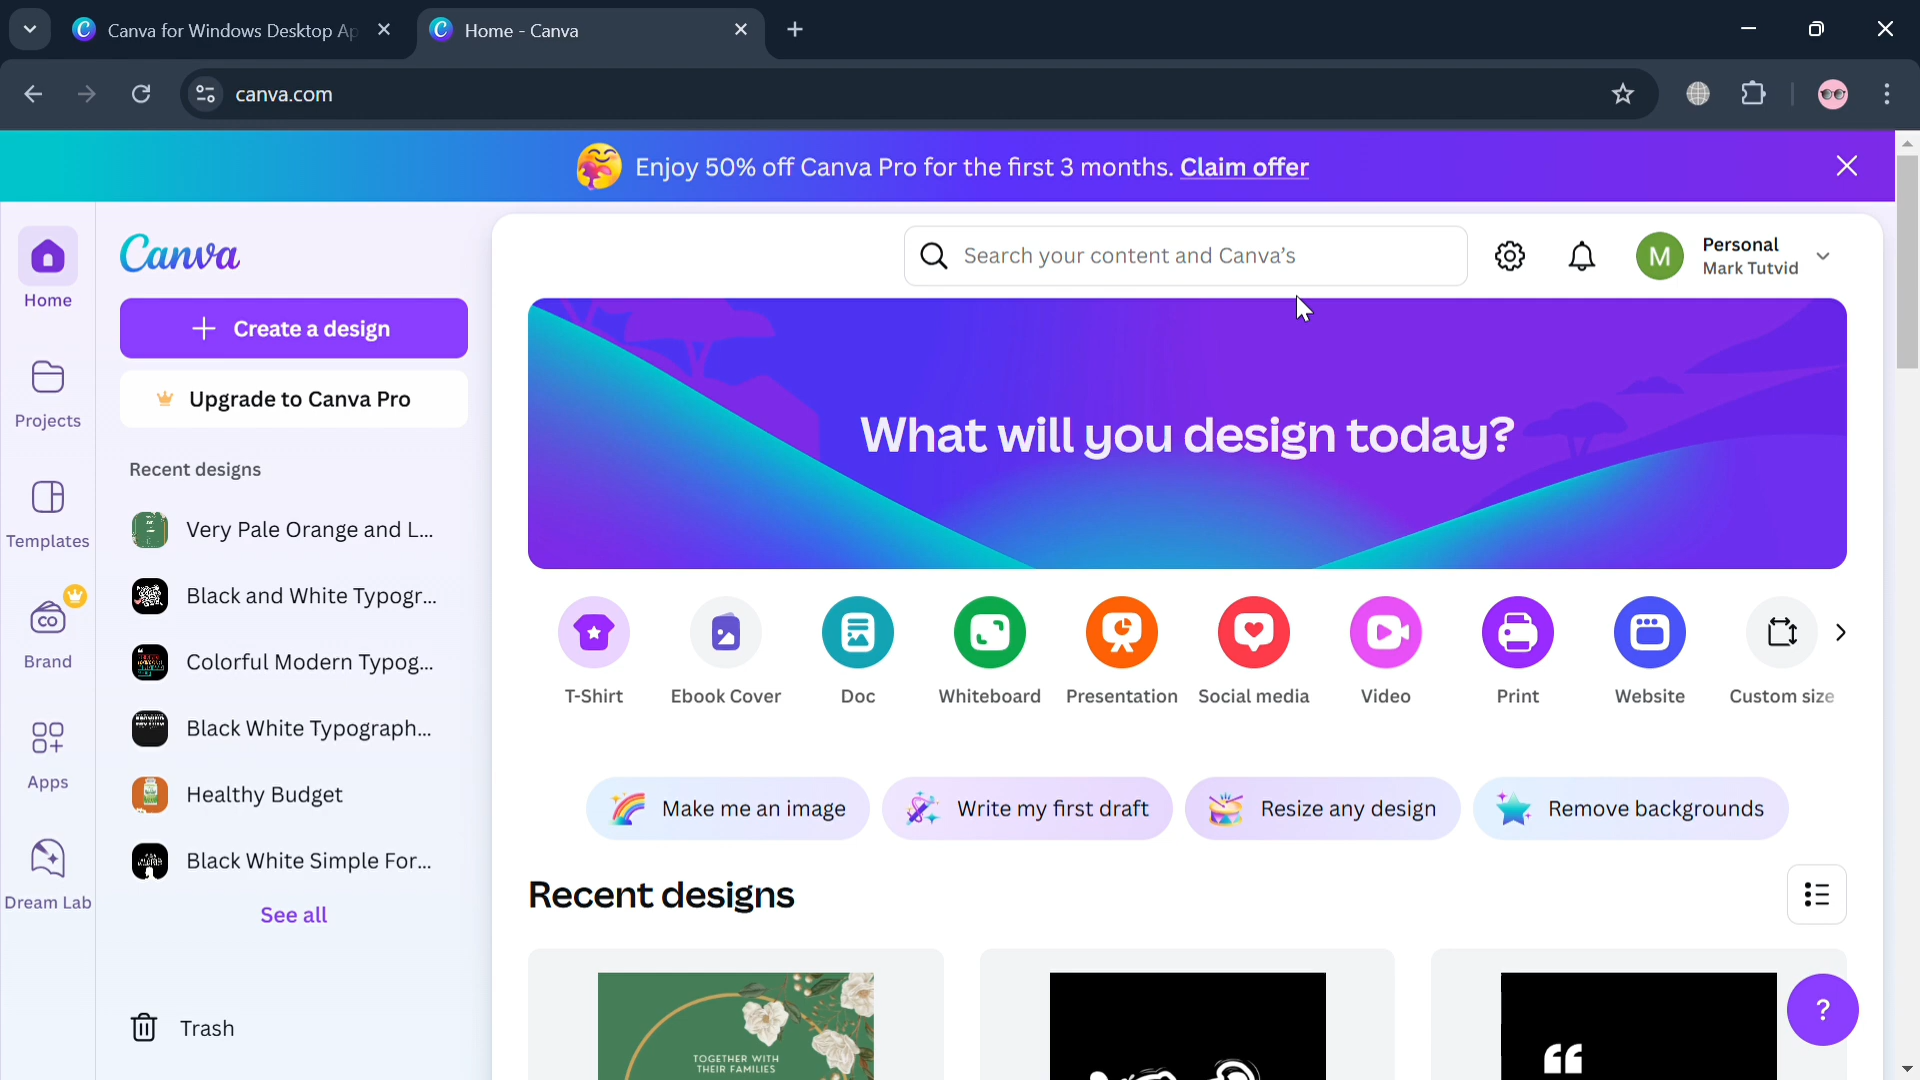 Canva for Windows Desktop Ap
Home - Canva
canva.com
Enjoy 50% off Canva Pro for the first 3 months. Claim offer
Canva
Search your content and Canva's
M
Personal
Mark Tutvid
Home
Create a design
Upgrade to Canva Pro
Projects
What will you design today?
Recent designs
Templates
Very Pale Orange and L...
Black and White Typogr...
CO
Brand
Colorful Modern Typog...
Black White Typograph...
Apps
Healthy Budget
Black White Simple For...
Dream Lab
See all
Trash
T-Shirt
Ebook Cover
Doc
Whiteboard
Presentation
Social media
Video
Print
Website
Custom size
Make me an image
Write my first draft
Resize any design
Remove backgrounds
Recent designs
TOGETHER WITH
THEIR FAMILIES
“
?